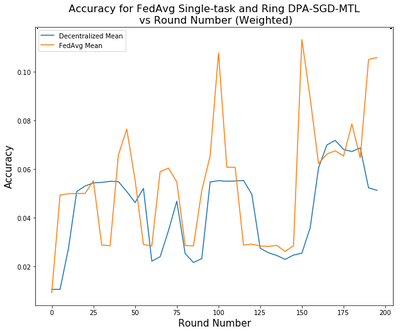 Accuracy for FedAvg Single-task and Ring DPA-SGD-MTL
vs Round Number (Weighted)
Decentralized Mean
FedAvg Mean
Accuracy
0.10
0.08
0.06
0.04
0.02
0 25 50 75 100 125 150 175 200
Round Number